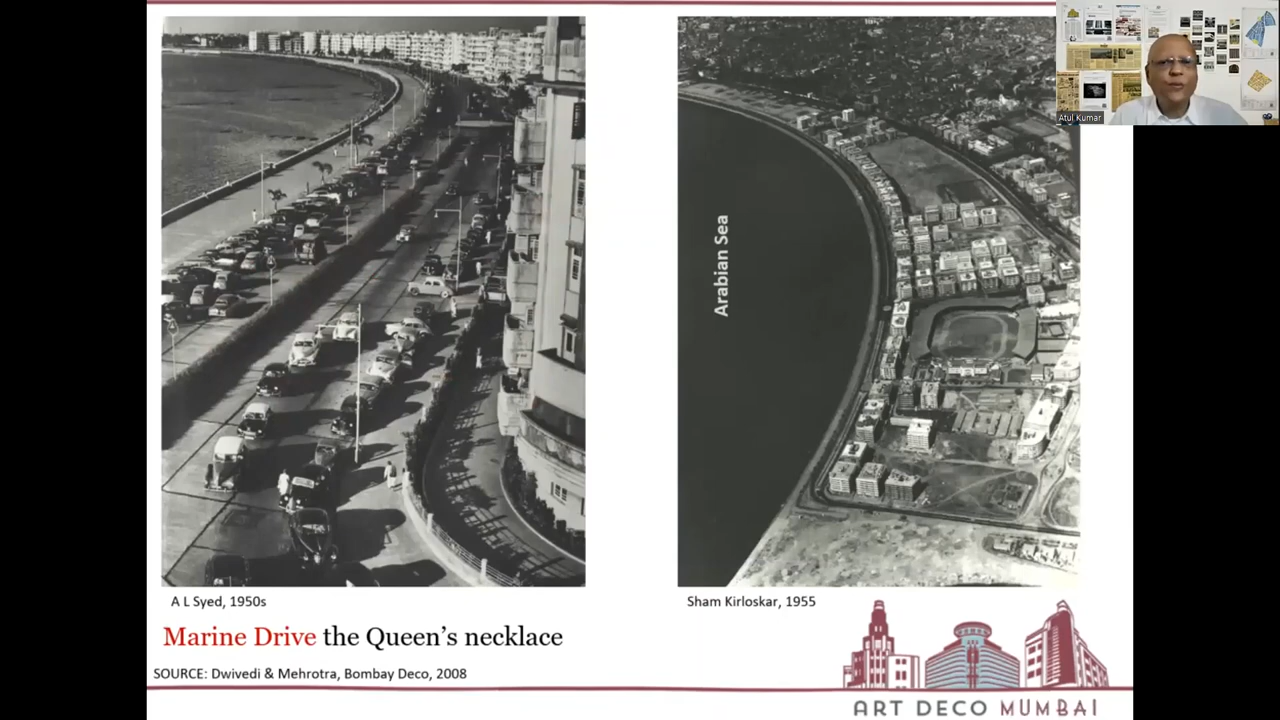 Atul Kumar
Arabian Sea
A L Syed, 1950s
Sham Kirloskar, 1955
Marine Drive the Queen's necklace
SOURCE: Dwivedi & Mehrotra, Bombay Deco, 2008
ART DECO MUMBAI